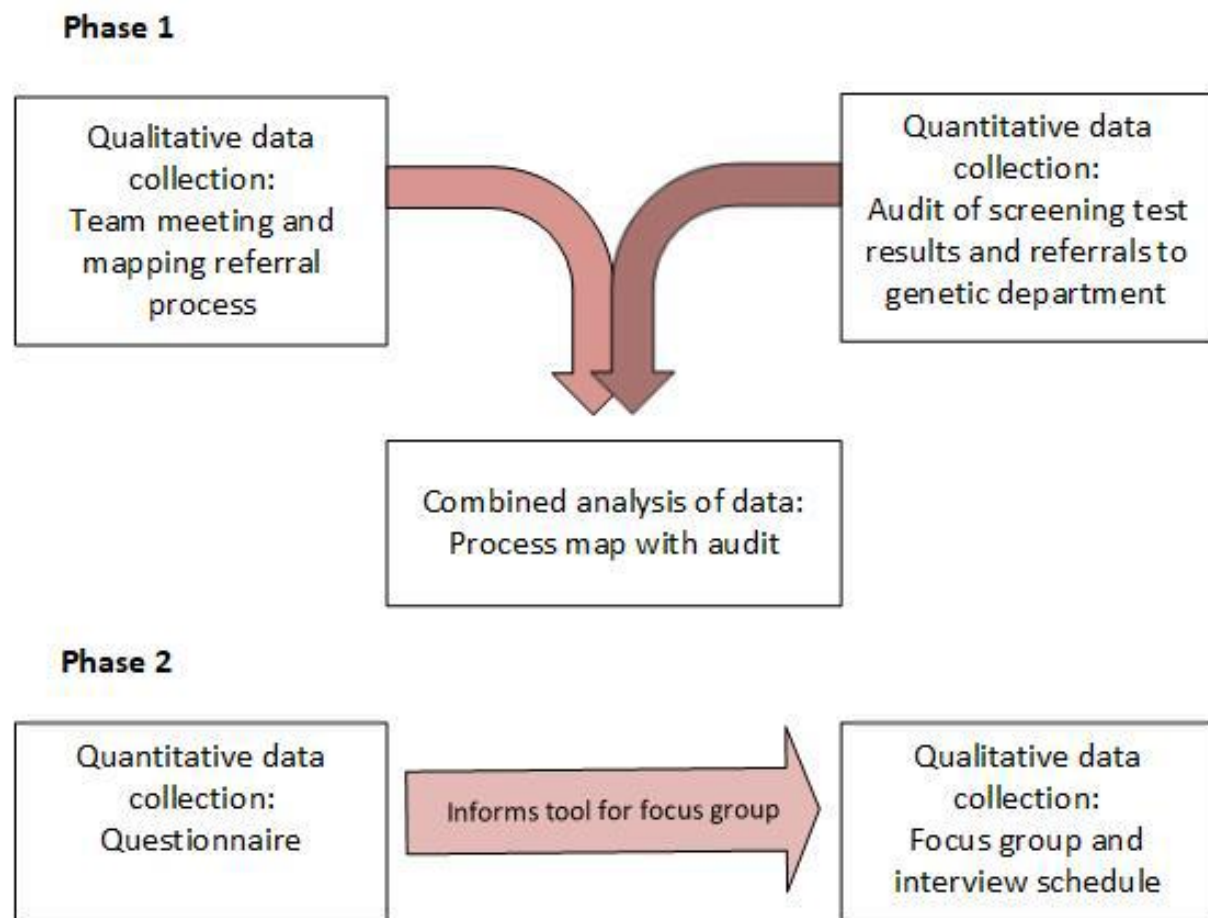 Phase 1
Qualitative data
collection:
Team meeting and
mapping referral
process
Quantitative data
collection:
Audit of screening test
results and referrals to
genetic department
Combined analysis of data:
Process map with audit
Phase 2
Quantitative data
collection:
Questionnaire
Informs tool for focus group
Qualitative data
collection:
Focus group and
interview schedule